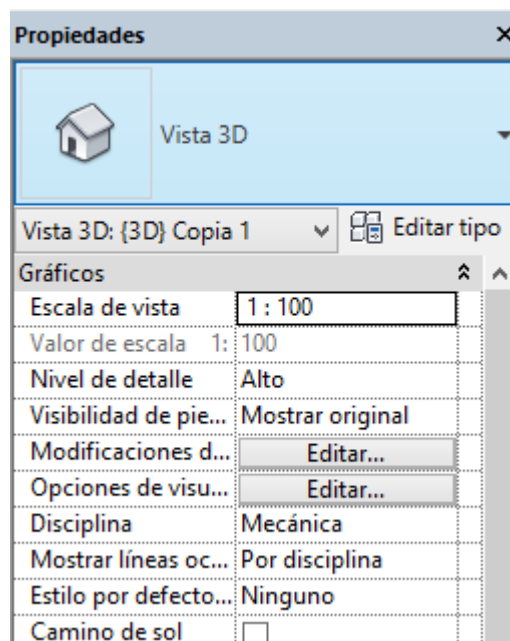 Propiedades
Vista 3D
Vista 3D: {3D} Copia 1 Editar tipo
Gráficos
Escala de vista 1 : 100
Valor de escala 1: 100
Nivel de detalle Alto
Visibilidad de pie... Mostrar original
Modificaciones d... Editar...
Opciones de visu... Editar...
Disciplina Mecánica
Mostrar líneas oc... Por disciplina
Estilo por defecto... Ninguno
Camino de sol